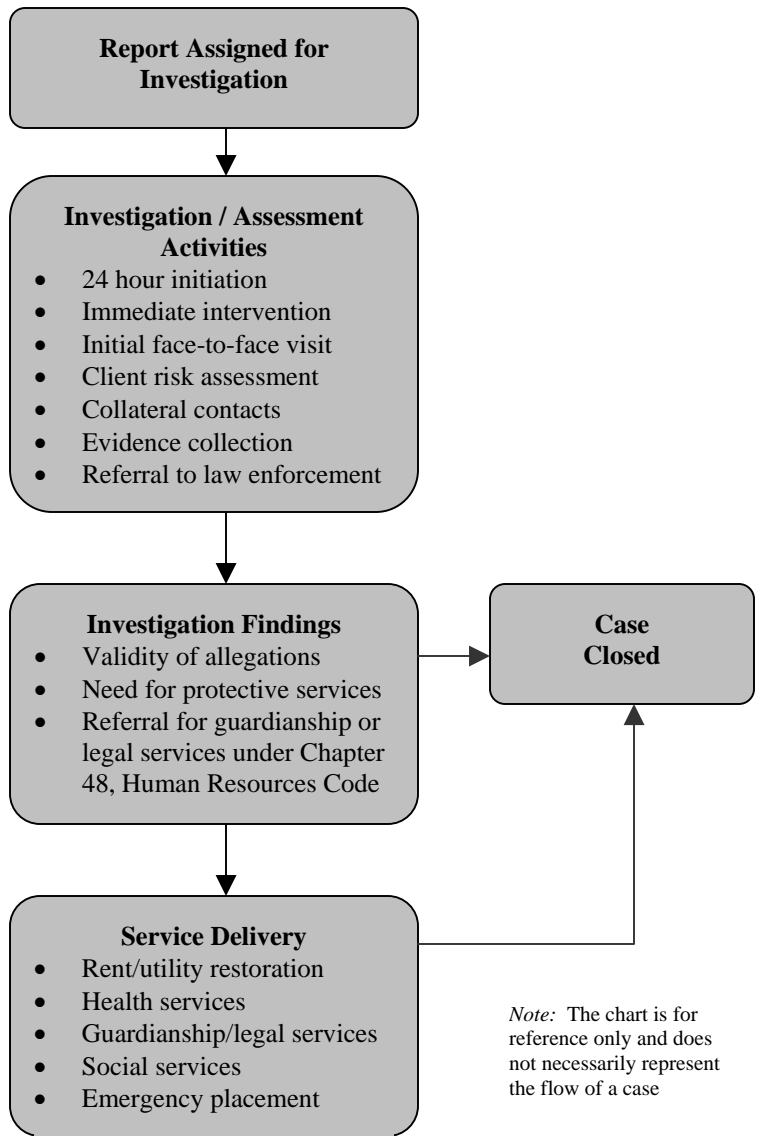 Report Assigned for
Investigation
Investigation / Assessment
Activities
• 24 hour initiation
• Immediate intervention
• Initial face-to-face visit
• Client risk assessment
• Collateral contacts
• Evidence collection
• Referral to law enforcement
Investigation Findings
• Validity of allegations
• Need for protective services
• Referral for guardianship or
legal services under Chapter
48, Human Resources Code
Case
Closed
Service Delivery
• Rent/utility restoration
• Health services
• Guardianship/legal services
• Social services
• Emergency placement
Note: The chart is for
reference only and does
not necessarily represent
the flow of a case